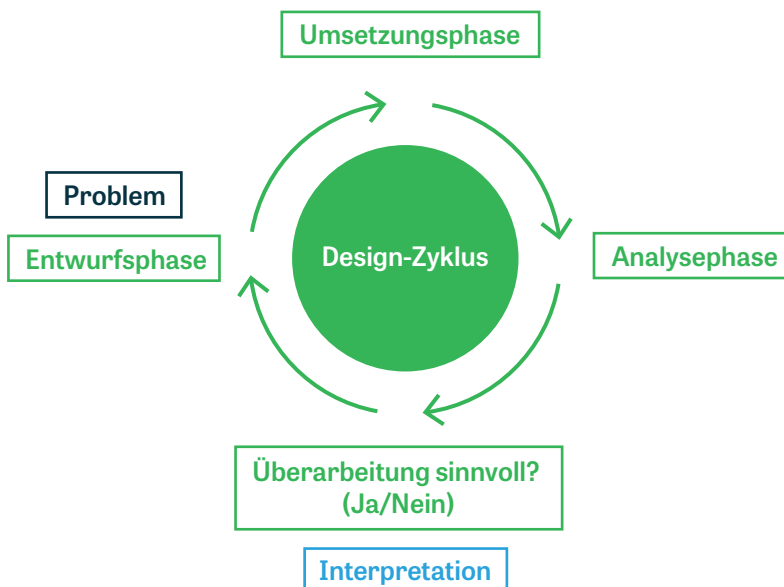 Umsetzungsphase
Problem
Entwurfsphase
Design-Zyklus
Analysephase
Überarbeitung sinnvoll?
(Ja/Nein)
Interpretation